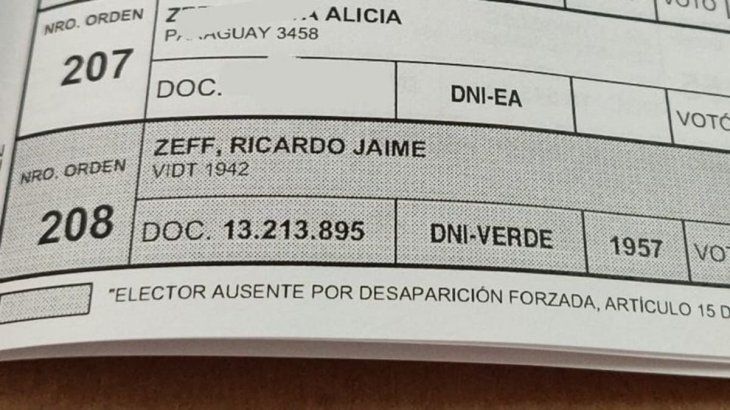 NRO. ORDEN
207
ALICIA
3458
DOC.
DNI-EA
VOTÓ
NRO. ORDEN
208
ZEFF, RICARDO JAIME
VIDT 1942
DOC. 13.213.895
DNI-VERDE
1957
"ELECTOR AUSENTE POR DESAPARICIÓN FORZADA, ARTÍCULO 15